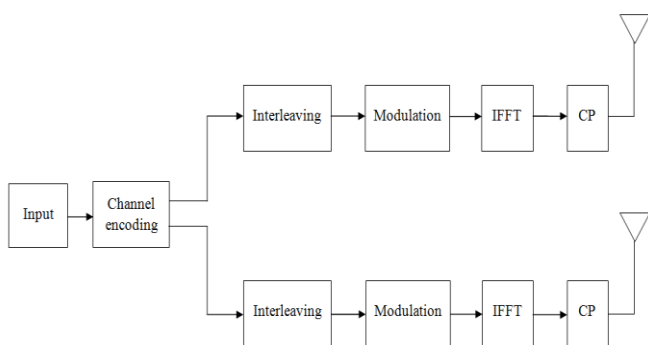 Interleaving Modulation IFFT CP
Input Channel
encoding
Interleaving Modulation IFFT CP